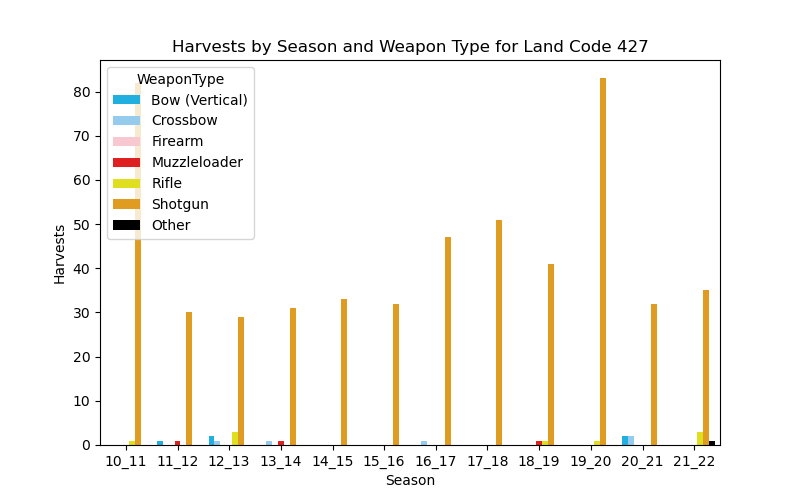 Harvests by Season and Weapon Type for Land Code 427
WeaponType
Bow (Vertical)
Crossbow
Firearm
Muzzleloader
Rifle
Shotgun
Other
Harvests
80
70
60
50
40
30
20
10
0
10_11 11_12 12_13 13_14 14_15 15_16 16_17 17_18 18_19 19_20 20_21 21_22
Season